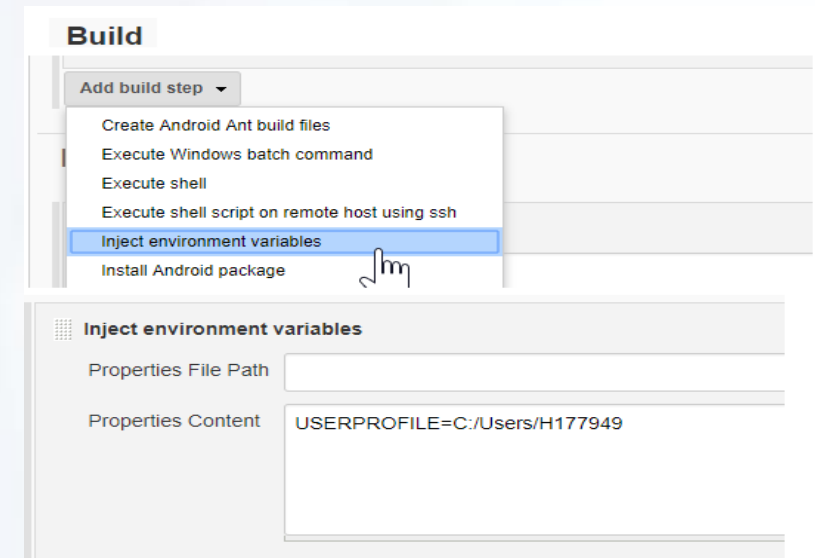 Build
Add build step
Create Android Ant build files
Execute Windows batch command
Execute shell
Execute shell script on remote host using ssh
Inject environment variables
Install Android package
Inject environment variables
Properties File Path
Properties Content
USERPROFILE=C:/Users/H177949